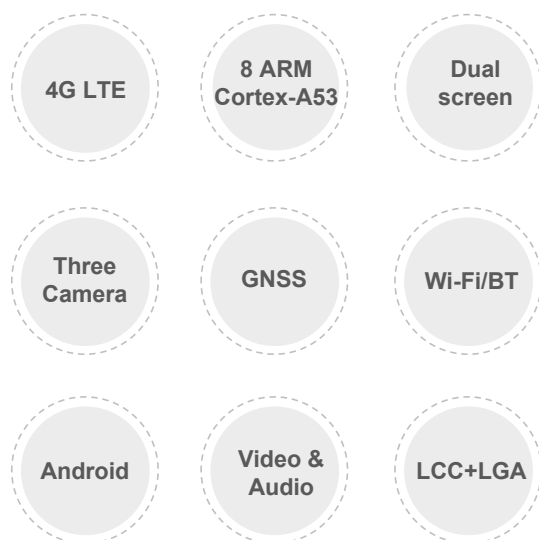 4G LTE
8 ARM
Cortex-A53
Dual
screen
Three
Camera
GNSS
Wi-Fi/BT
Android
Video &
Audio
LCC+LGA